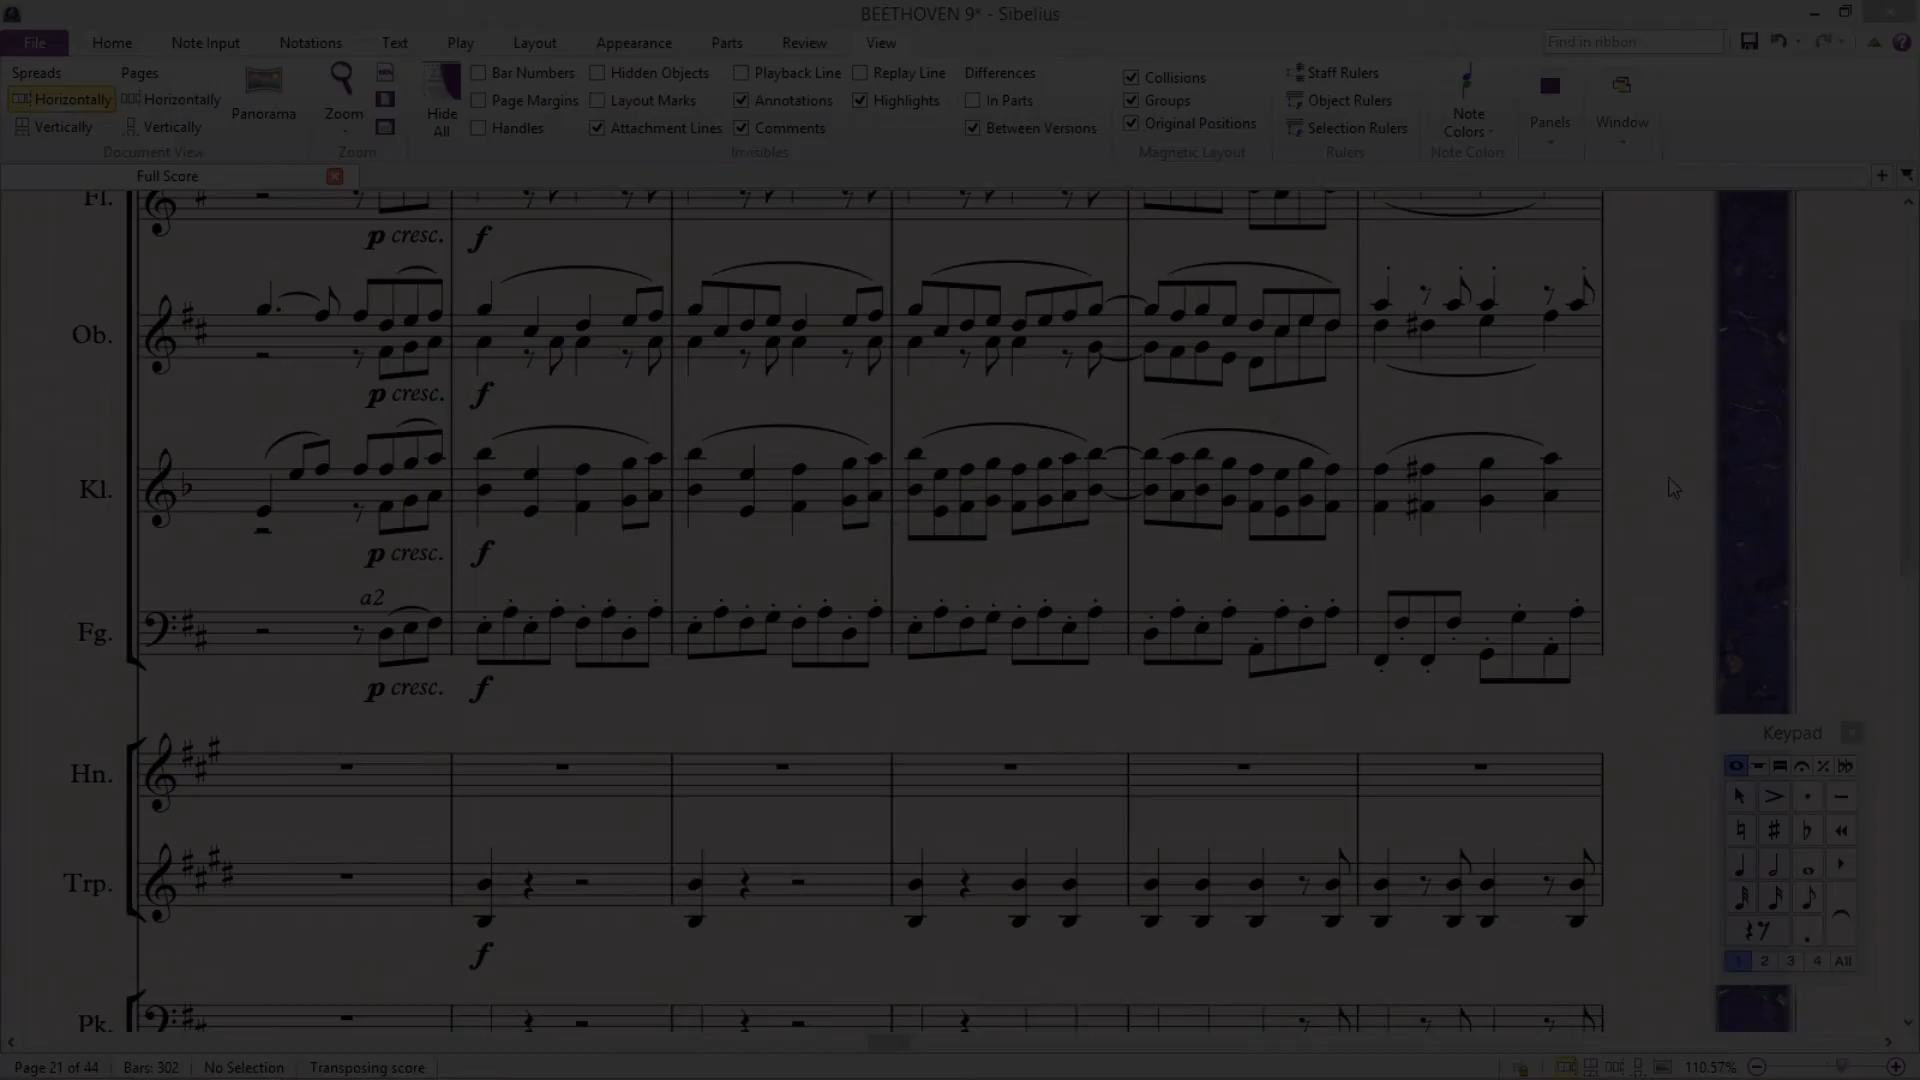 BEETHOVEN 9* - Sibelius
File Home Note Input Notations Text Play Layout Appearance Parts Review View Find in ribbon
Spreads Pages Bar Numbers Hidden Objects Playback Line Replay Line Differences Collisions Staff Rulers
Horizontally Horizontally Panorama Zoom Hide All Page Margins Layout Marks Annotations Highlights In Parts Groups Object Rulers Note Colors Panels Window
Vertically Vertically Handles Attachment Lines Comments Between Versions Original Positions Selection Rulers
Document View Zoom Invisibles Magnetic Layout Rulers Note Colors
Full Score
Fl.
p cresc. f
Ob.
p cresc. f
Kl.
p cresc. f
a2
Fg.
p cresc. f
Keypad
Hn.
Trp.
f
1 2 3 4 All
Pk.
Page 21 of 44 Bars: 302 No Selection Transposing score 110.57%